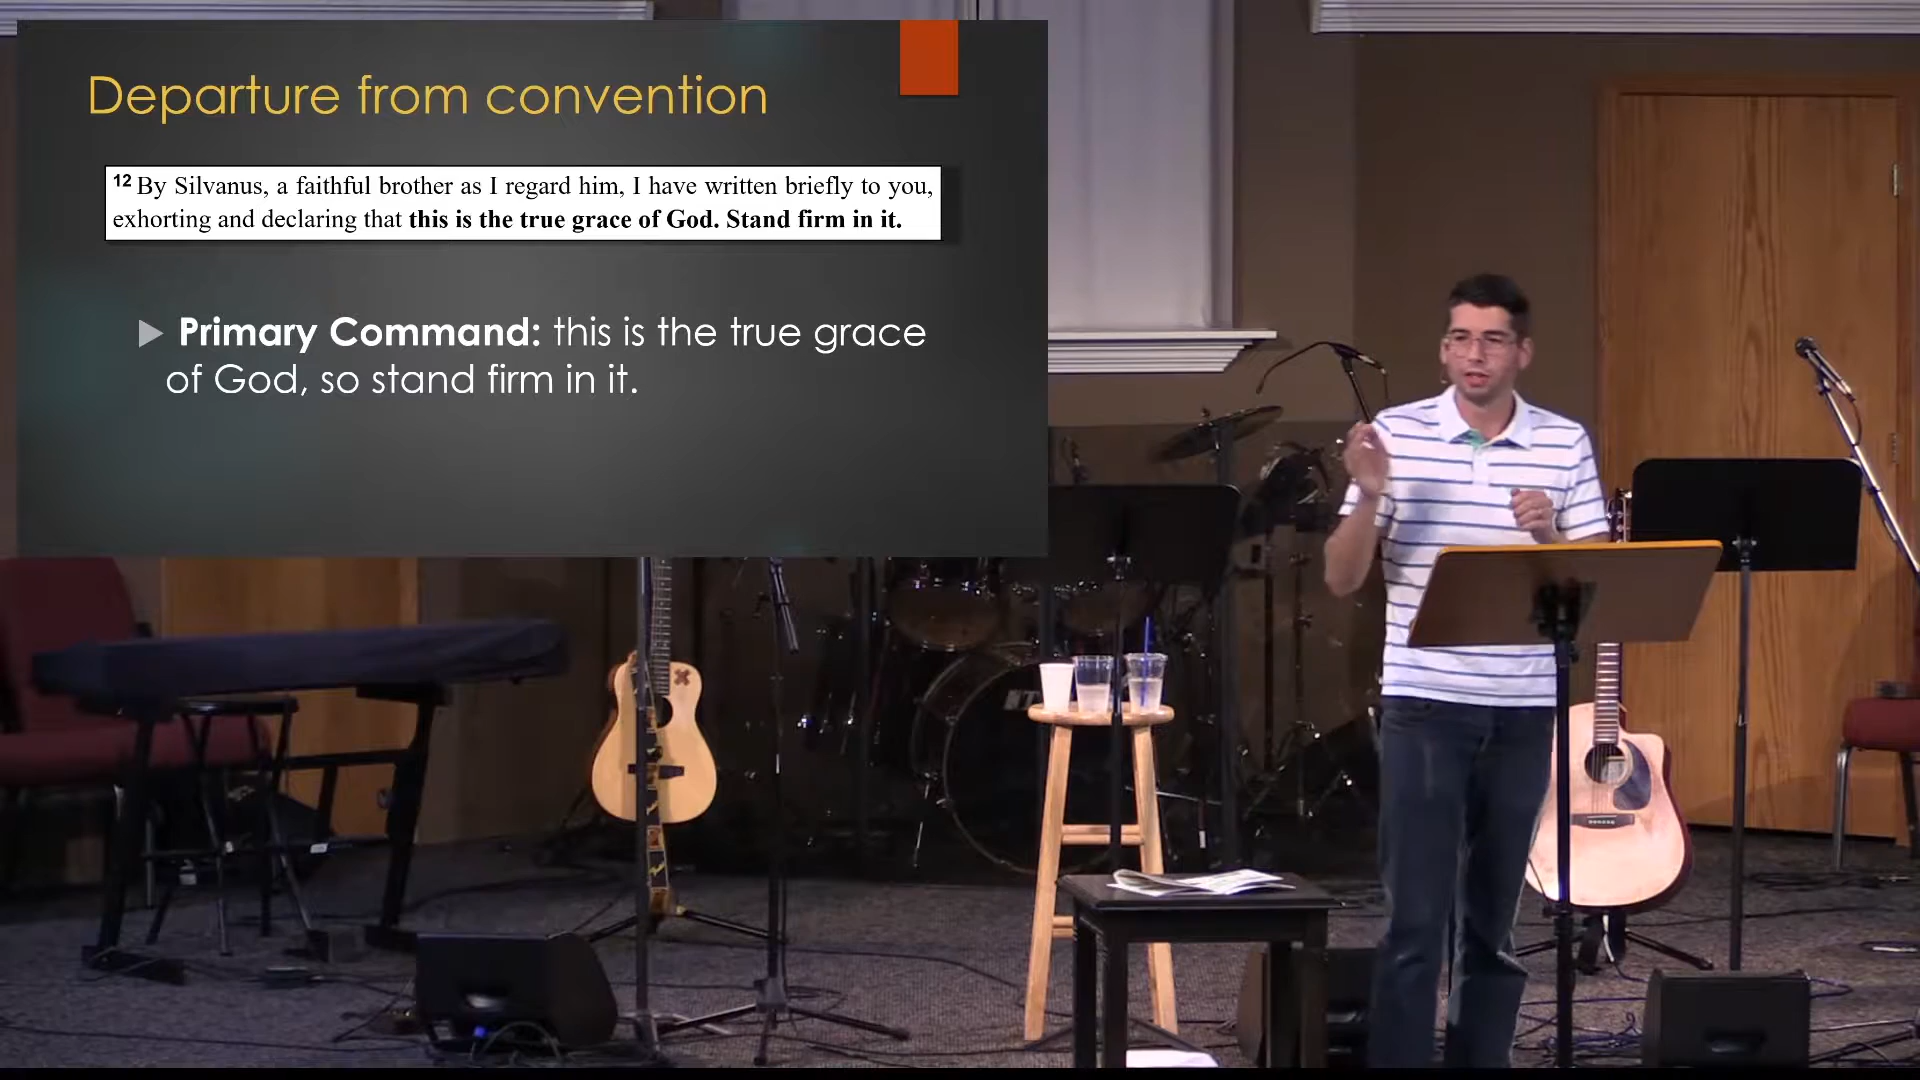 Departure from convention
12 By Silvanus, a faithful brother as I regard him, I have written briefly to you,
exhorting and declaring that this is the true grace of God. Stand firm in it.
Primary Command: this is the true grace
of God, so stand firm in it.